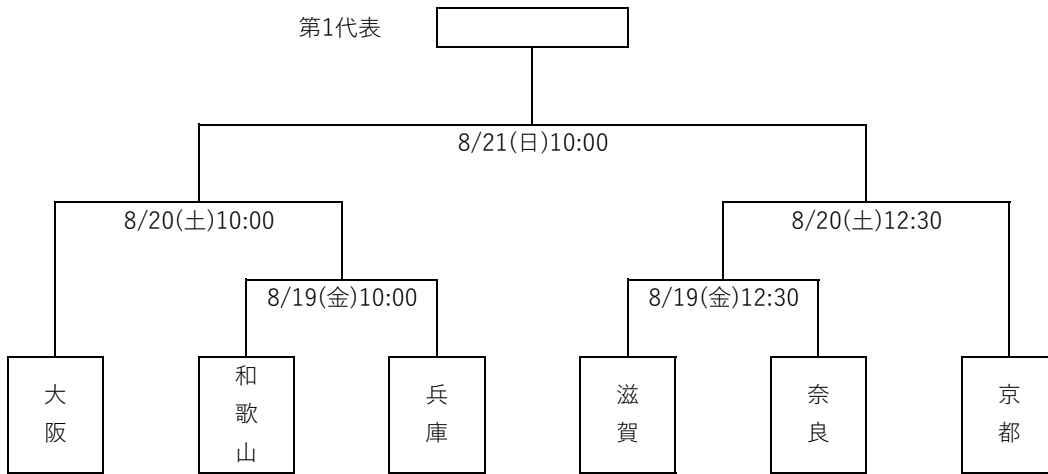 第1代表
8/21(日)10:00
8/20(土)10:00
8/20(土)12:30
8/19(金)10:00
8/19(金)12:30
大阪
和歌山
兵庫
滋賀
奈良
京都